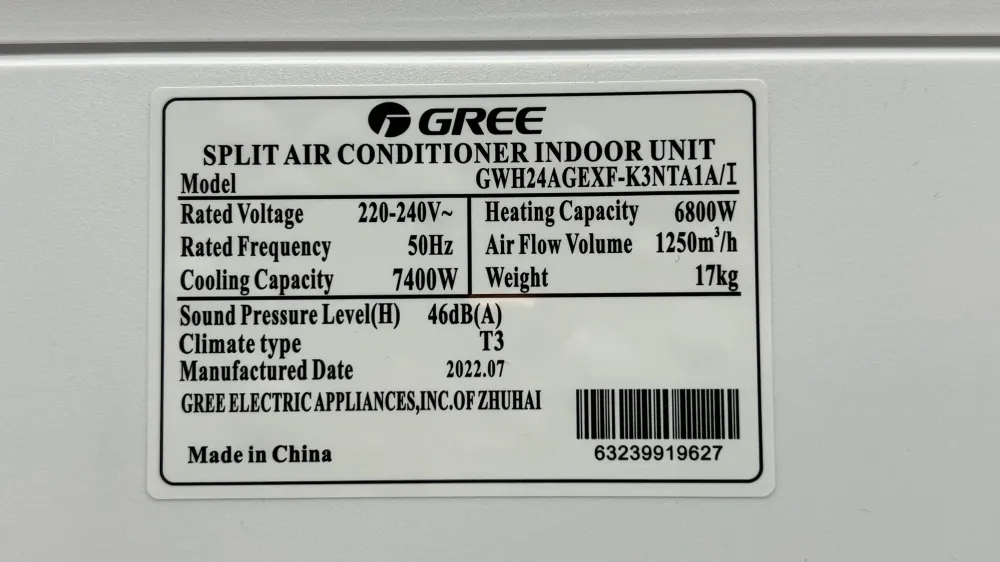 GREE
SPLIT AIR CONDITIONER INDOOR UNIT
Model GWH24AGEXF-K3NTA1A/I
Rated Voltage 220-240V~ Heating Capacity 6800W
Rated Frequency 50Hz Air Flow Volume 1250m³/h
Cooling Capacity 7400W Weight 17kg
Sound Pressure Level(H) 46dB(A)
Climate type T3
Manufactured Date 2022.07
GREE ELECTRIC APPLIANCES,INC.OF ZHUHAI
Made in China
63239919627